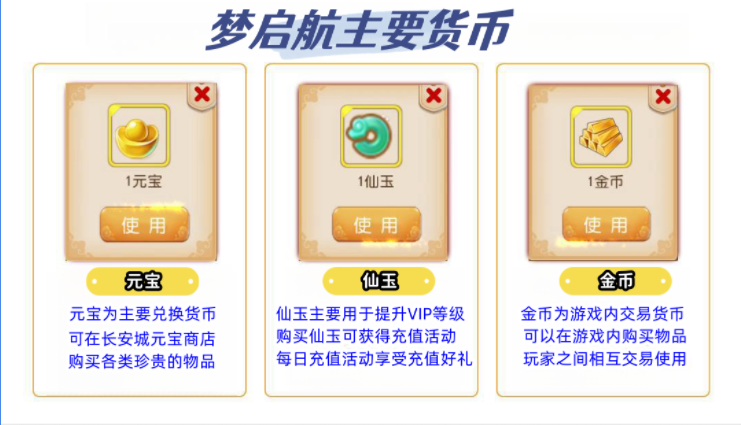 梦启航主要货币
1元宝
使用
元宝
元宝为主要兑换货币
可在长安城元宝商店
购买各类珍贵的物品
1仙玉
使用
仙玉
仙玉主要用于提升VIP等级
购买仙玉可获得充值活动
每日充值活动享受充值好礼
1金币
使用
金币
金币为游戏内交易货币
可以在游戏内购买物品
玩家之间相互交易使用